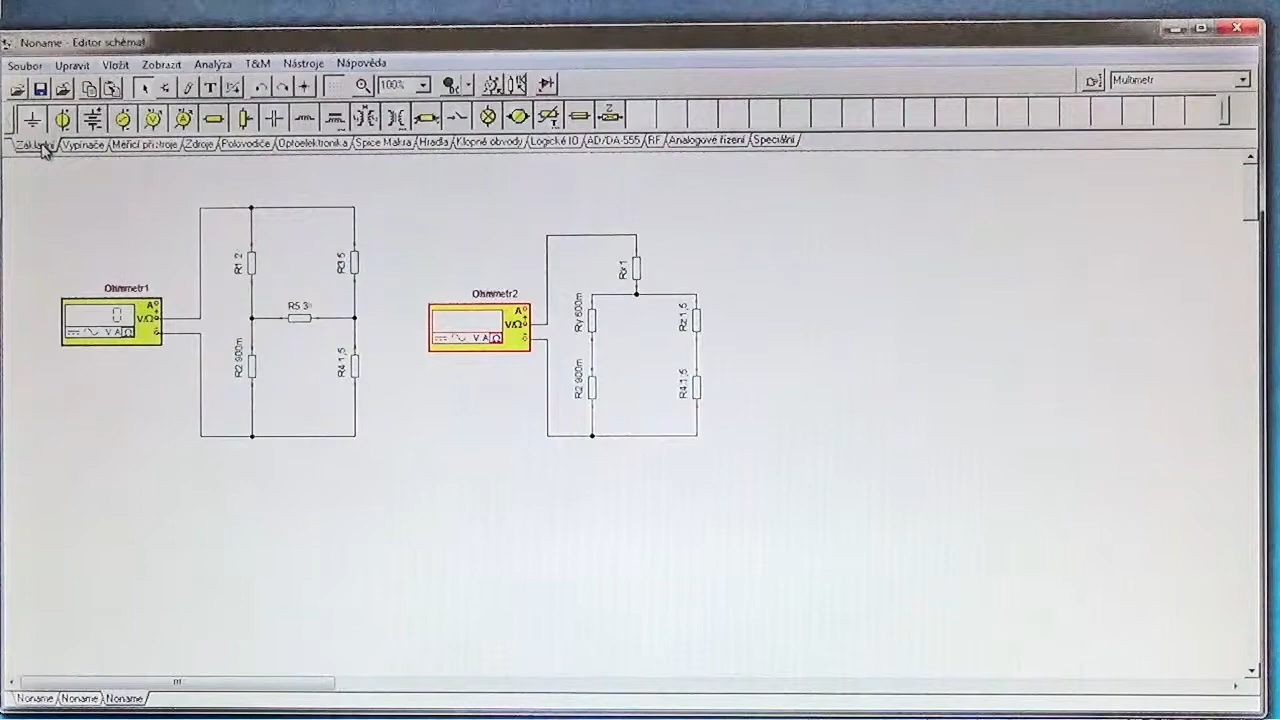 Noname - Editor schémat
Soubor Upravit Vložit Zobrazit Analýza T&M Nástroje Nápověda
T 100% Multimetr
V A Z
Základní Vypínače Měřicí přístroje Zdroje Polovodiče Optoelektronika Spice Makra Hradla Klopné obvody Logické IO AD/DA-555 RF Analogové řízení Speciální
R1 2
R3 5
Ohmmetr1
0
A
V/Ω
V A Ω
R5 3
R2 900m
R4 1,5
Ohmmetr2
A
V/Ω
V A Ω
Rx 1
Ry 600m
Rz 1,5
R2 900m
R4 1,5
Noname Noname Noname